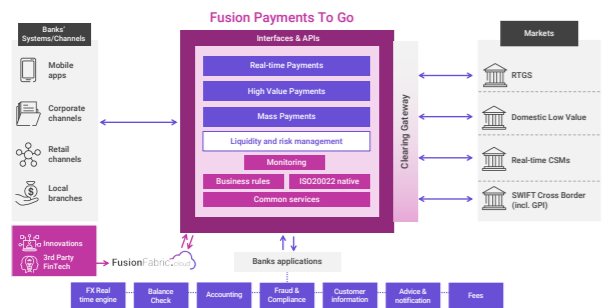 Fusion Payments To Go
Banks'
Systems/Channels
Mobile
apps
Corporate
channels
Retail
channels
Local
branches
Innovations
3rd Party
FinTech
FusionFabric.cloud
Interfaces & APIs
Real-time Payments
High Value Payments
Mass Payments
Liquidity and risk management
Monitoring
Business rules
ISO20022 native
Common services
Clearing Gateway
Markets
RTGS
Domestic Low Value
Real-time CSMs
SWIFT Cross Border
(incl. GPI)
Banks applications
FX Real
time engine
Balance
Check
Accounting
Fraud &
Compliance
Customer
information
Advice &
notification
Fees